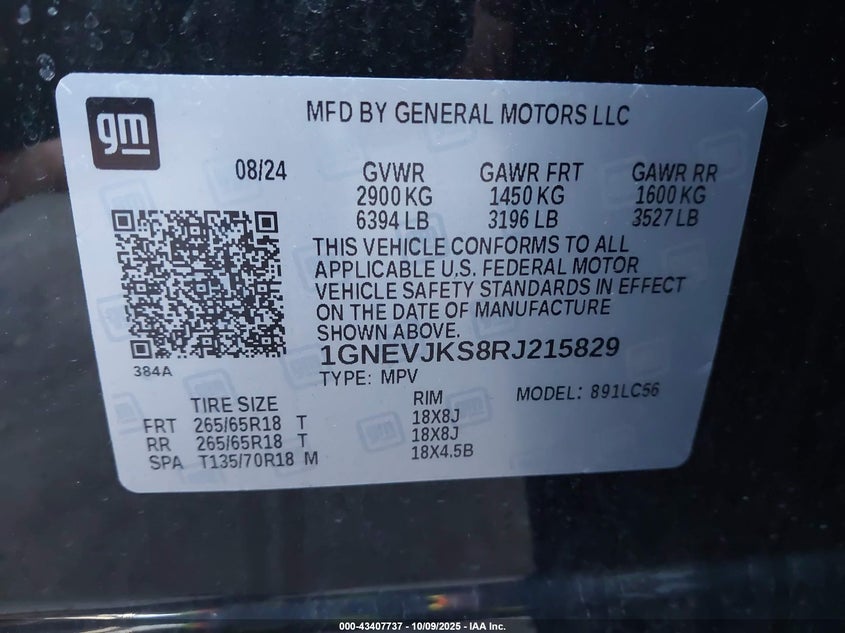 gm
MFD BY GENERAL MOTORS LLC
08/24 GVWR GAWR FRT GAWR RR
2900 KG 1450 KG 1600 KG
6394 LB 3196 LB 3527 LB
THIS VEHICLE CONFORMS TO ALL
APPLICABLE U.S. FEDERAL MOTOR
VEHICLE SAFETY STANDARDS IN EFFECT
ON THE DATE OF MANUFACTURE
SHOWN ABOVE.
384A
1GNEVJKS8RJ215829
TYPE: MPV
MODEL: 891LC56
TIRE SIZE RIM
FRT 265/65R18 T 18X8J
RR 265/65R18 T 18X8J
SPA T135/70R18 M 18X4.5B
000-43407737 - 10/09/2025 - IAA Inc.